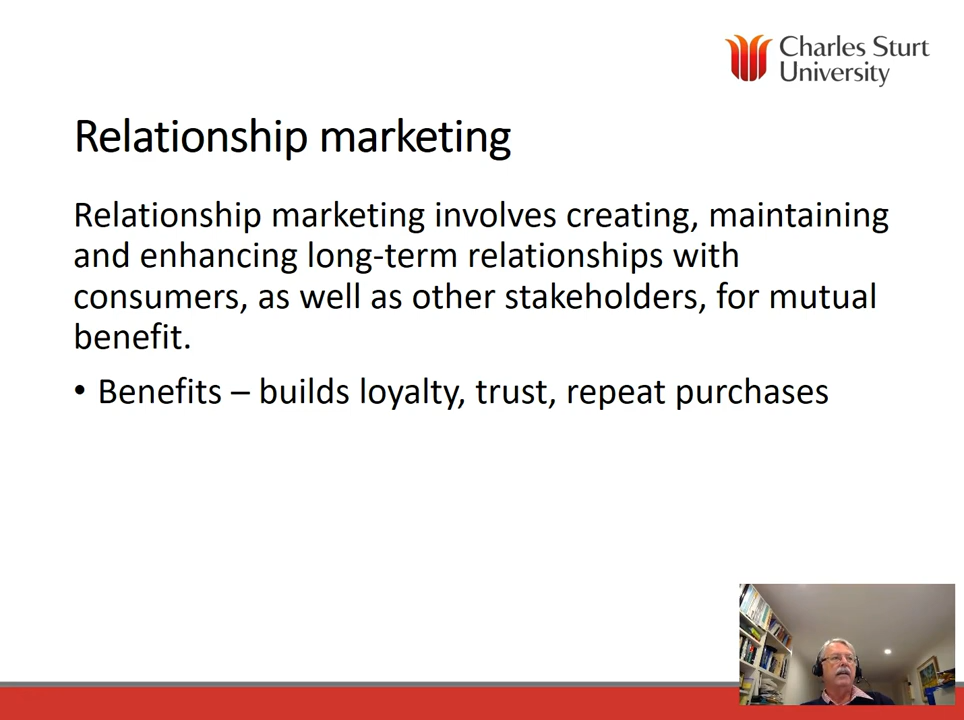 Charles Sturt
University
Relationship marketing
Relationship marketing involves creating, maintaining
and enhancing long-term relationships with
consumers, as well as other stakeholders, for mutual
benefit.
• Benefits – builds loyalty, trust, repeat purchases